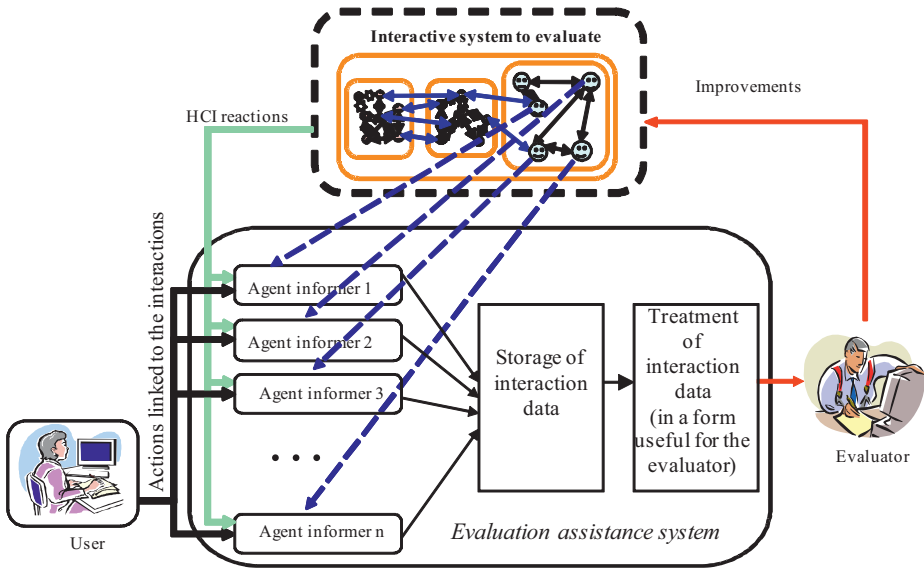 Interactive system to evaluate
HCI reactions
Improvements
Actions linked to the interactions
Agent informer 1
Agent informer 2
Agent informer 3
. . .
Agent informer n
Storage of
interaction
data
Treatment
of
interaction
data
(in a form
useful for the
evaluator)
Evaluation assistance system
User
Evaluator